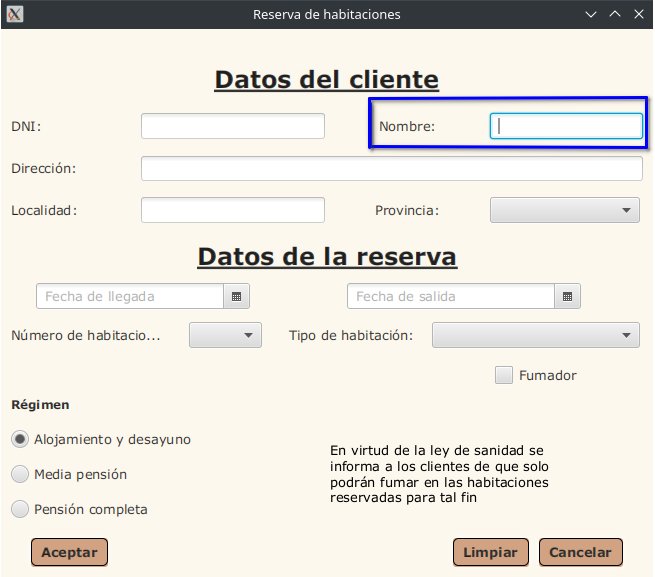 Reserva de habitaciones
Datos del cliente
DNI:
Nombre:
Dirección:
Localidad:
Provincia:
Datos de la reserva
Fecha de llegada
Fecha de salida
Número de habitacio...
Tipo de habitación:
Fumador
Régimen
Alojamiento y desayuno
Media pensión
Pensión completa
En virtud de la ley de sanidad se
informa a los clientes de que solo
podrán fumar en las habitaciones
reservadas para tal fin
Aceptar
Limpiar
Cancelar